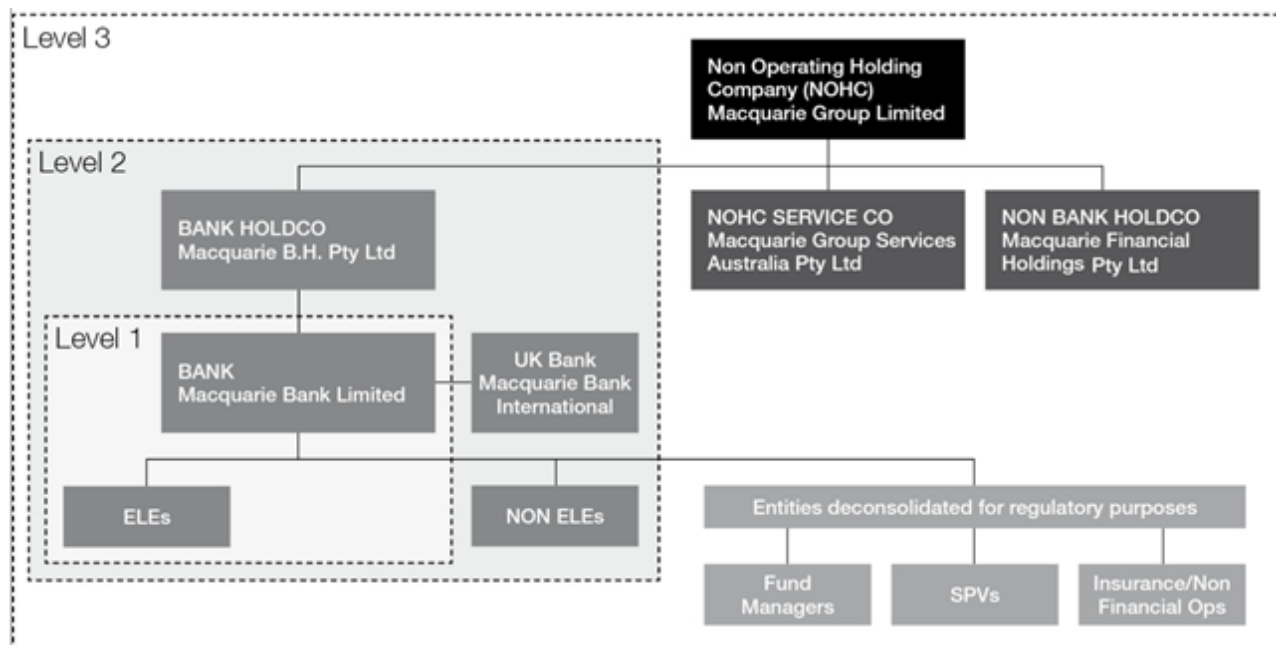 Level 3
Non Operating Holding
Company (NOHC)
Macquarie Group Limited
Level 2
BANK HOLDCO
Macquarie B.H. Pty Ltd
NOHC SERVICE CO
Macquarie Group Services
Australia Pty Ltd
NON BANK HOLDCO
Macquarie Financial
Holdings Pty Ltd
Level 1
BANK
Macquarie Bank Limited
UK Bank
Macquarie Bank
International
ELEs
NON ELEs
Entities deconsolidated for regulatory purposes
Fund
Managers
SPVs
Insurance/Non
Financial Ops